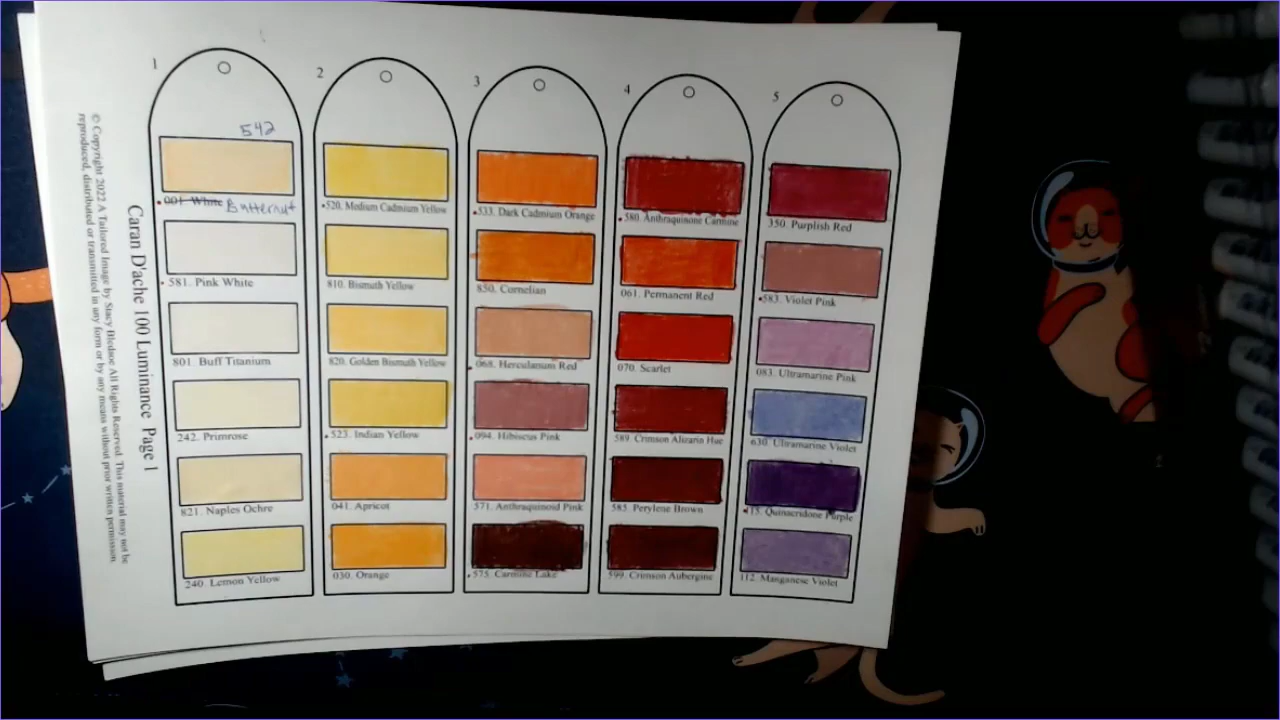 1
542
001. White Butternut
581. Pink White
801. Buff Titanium
242. Primrose
821. Naples Ochre
240. Lemon Yellow
2
520. Medium Cadmium Yellow
810. Bismuth Yellow
820. Golden Bismuth Yellow
523. Indian Yellow
041. Apricot
030. Orange
3
533. Dark Cadmium Orange
850. Cornelian
068. Herculanum Red
094. Hibiscus Pink
571. Anthraquinoid Pink
575. Carmine Lake
4
580. Anthraquinone Carmine
061. Permanent Red
070. Scarlet
589. Crimson Alizarin Hue
585. Perylene Brown
599. Crimson Aubergine
5
350. Purplish Red
583. Violet Pink
083. Ultramarine Pink
630. Ultramarine Violet
115. Quinacridone Purple
112. Manganese Violet
Caran D'ache 100 Luminance Page 1
© Copyright 2022 A Tailored Image by Stacy Bledsoe All Rights Reserved. This material may not be
reproduced, distributed or transmitted in any form or by any means without prior written permission.